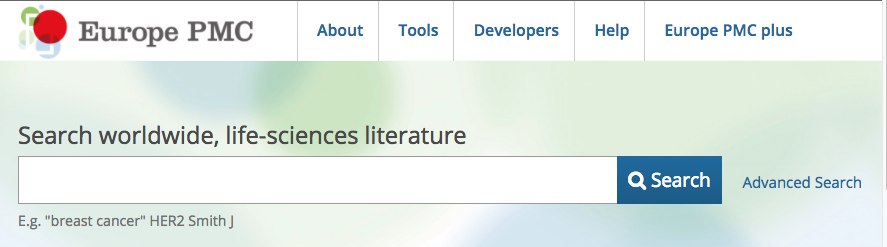 Europe PMC About Tools Developers Help Europe PMC plus
Search worldwide, life-sciences literature
Search Advanced Search
E.g. "breast cancer" HER2 Smith J